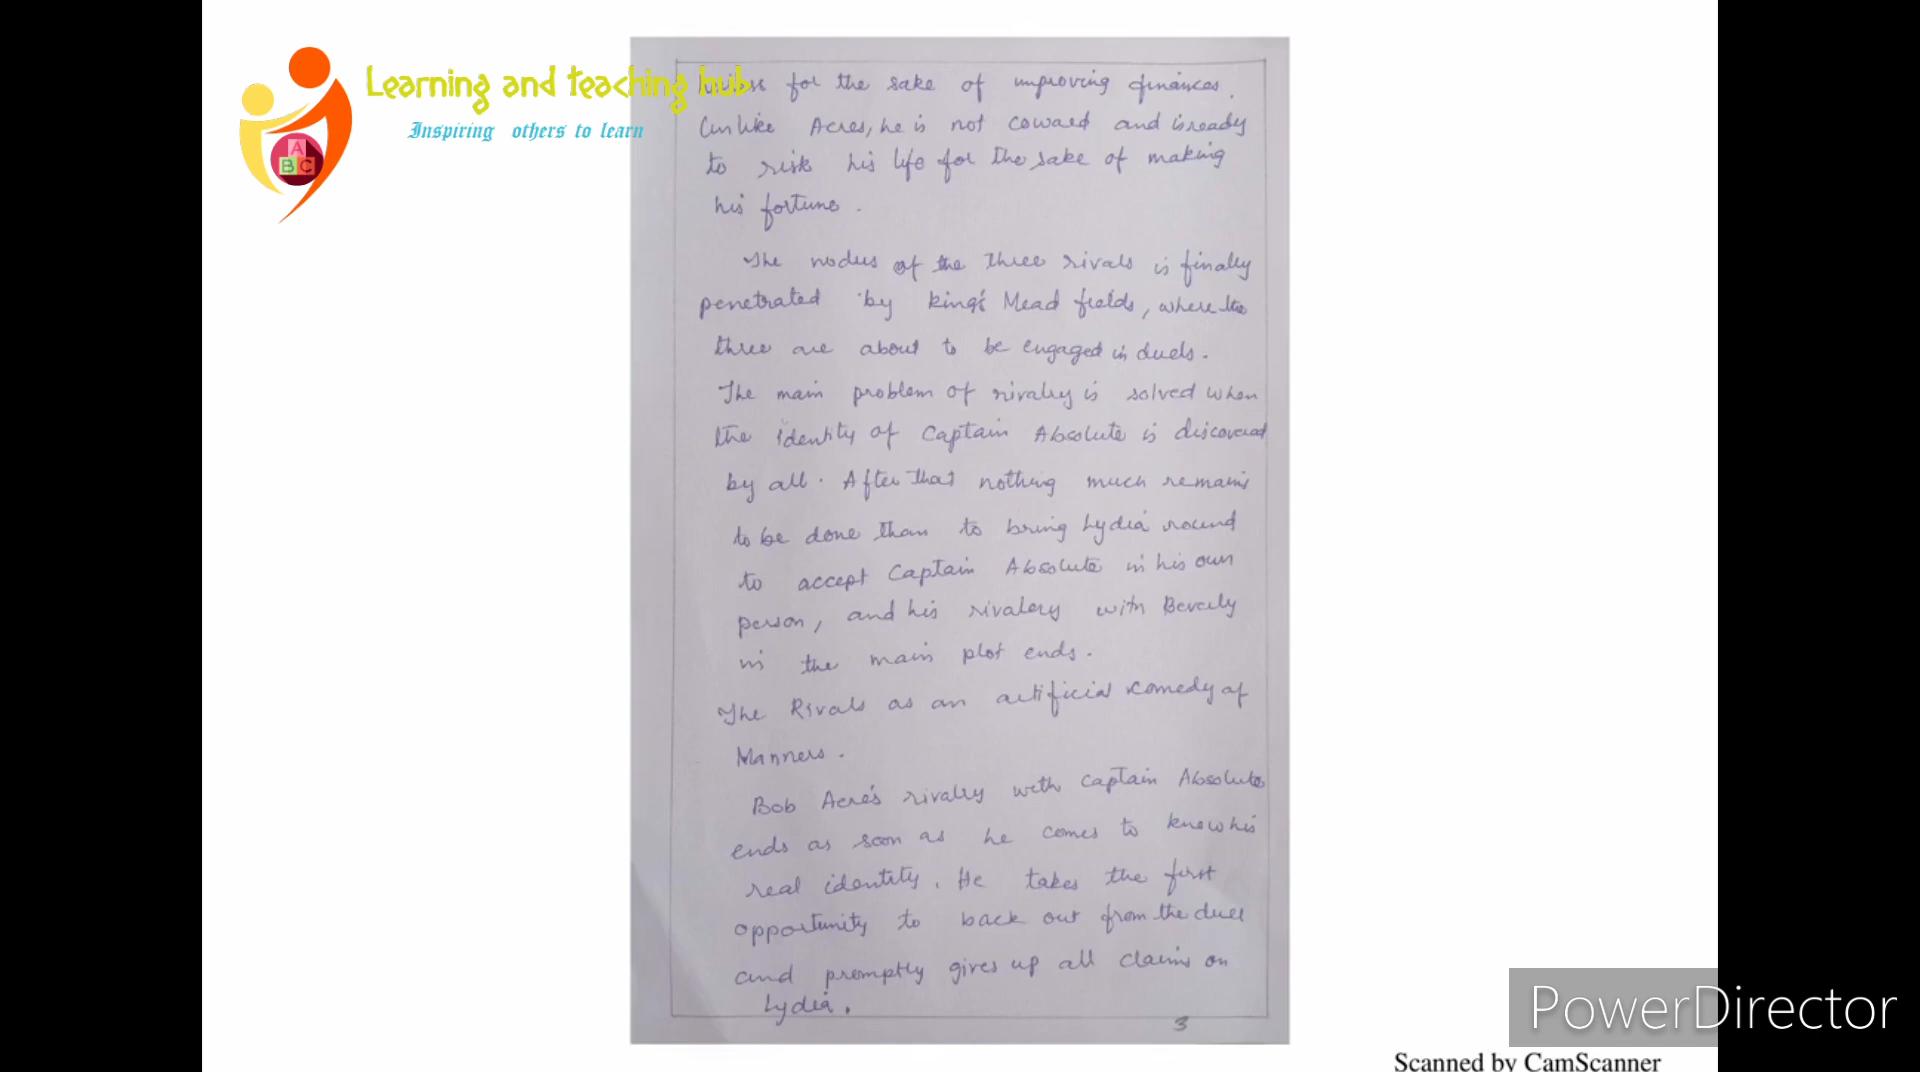 Learning and teaching hub
Inspiring others to learn
A
B C
for the sake of improving finances.
Unlike Acres, he is not coward and is ready
to risk his life for the sake of making
his fortune.
The nodus of the three rivals is finally
penetrated by king's Mead fields, where the
three are about to be engaged in duels.
The main problem of rivalry is solved when
the identity of Captain Absolute is discovered
by all. After that nothing much remains
to be done than to bring Lydia round
to accept Captain Absolute in his own
person, and his rivalery with Beverly
in the main plot ends.
The Rivals as an artificial comedy of
Manners.
Bob Acre's rivalry with captain Absolute
ends as soon as he comes to know his
real identity. He takes the first
opportunity to back out from the duel
and promptly gives up all claims on
Lydia.
3
PowerDirector
Scanned by CamScanner